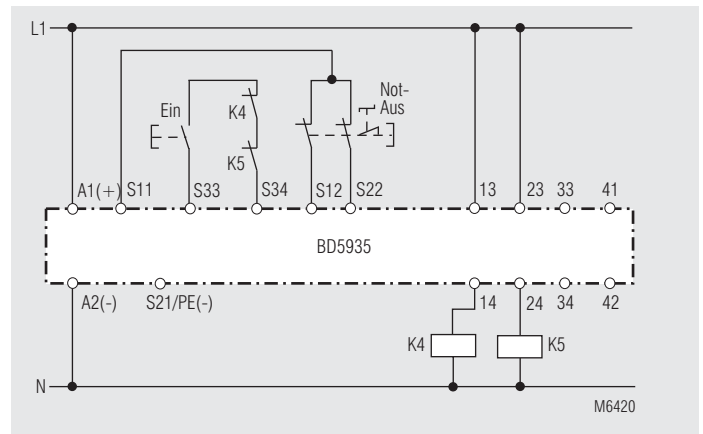 L1
Not-
Aus
Ein
K4
K5
A1(+) S11 S33 S34 S12 S22 13 23 33 41
BD5935
A2(-) S21/PE(-) 14 24 34 42
K4 K5
N
M6420